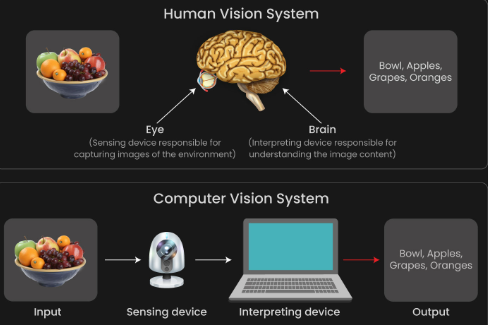 Human Vision System
Bowl, Apples,
Grapes, Oranges
Eye
(Sensing device responsible for
capturing images of the environment)
Brain
(Interpreting device responsible for
understanding the image content)
Computer Vision System
Bowl, Apples,
Grapes, Oranges
Input
Sensing device
Interpreting device
Output